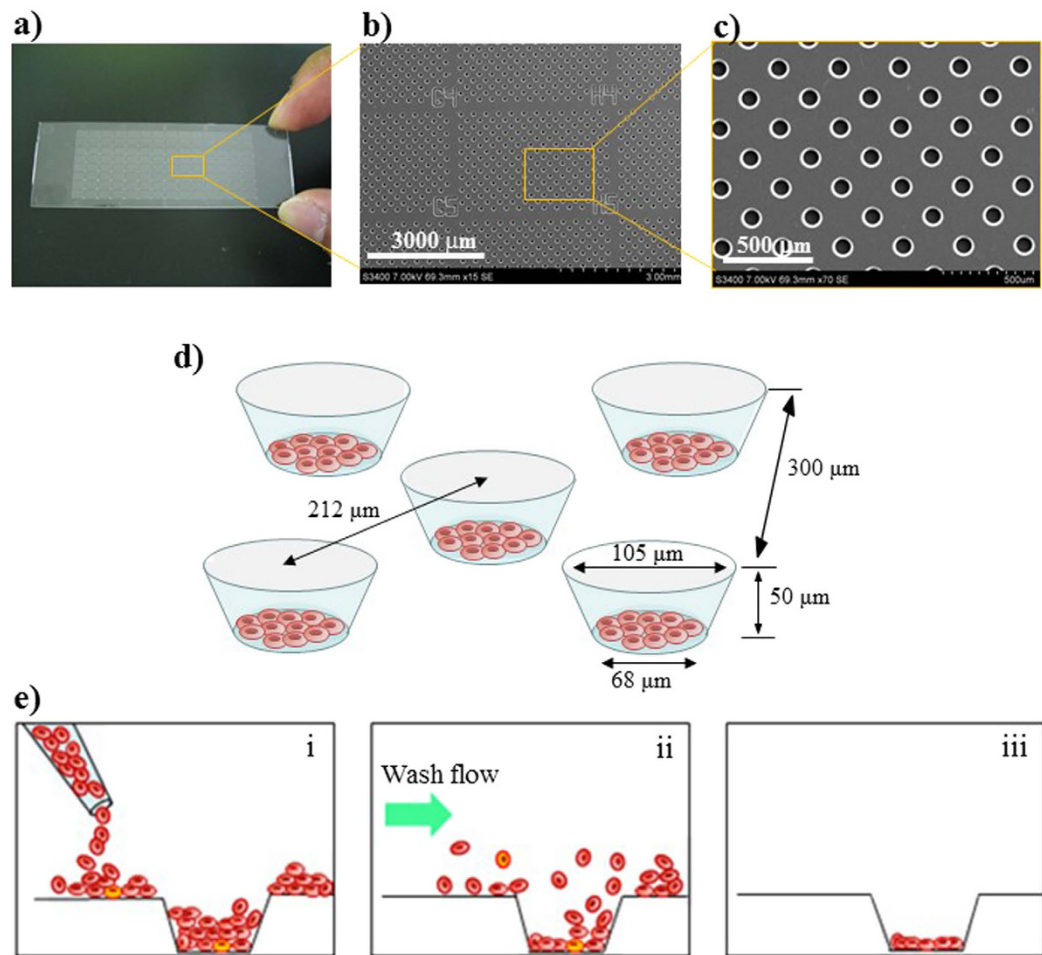 a)
b)
c)
G4
H4
C5
H5
3000 µm
S3400 7.00kV 69.3mm x15 SE
3.00mm
500 µm
S3400 7.00kV 69.3mm x70 SE
500um
d)
300 µm
212 µm
105 µm
50 µm
68 µm
e)
i
ii
iii
Wash flow